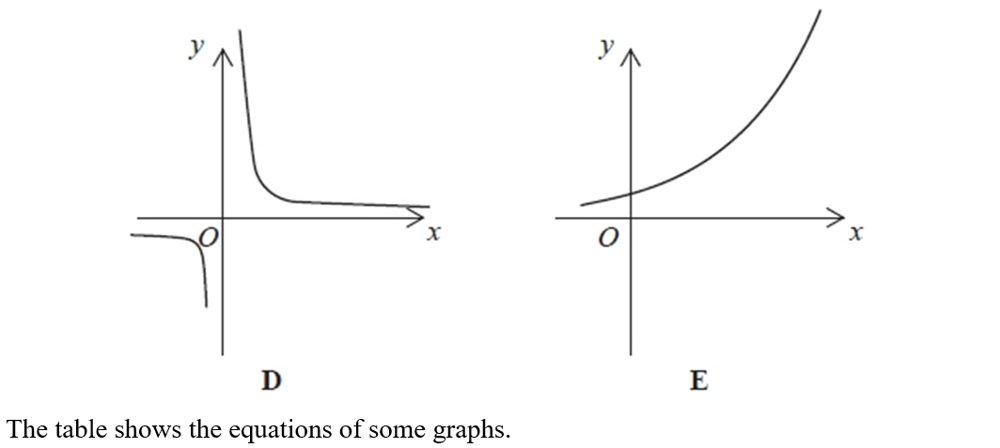 y
y
O
x
O
x
D
E
The table shows the equations of some graphs.